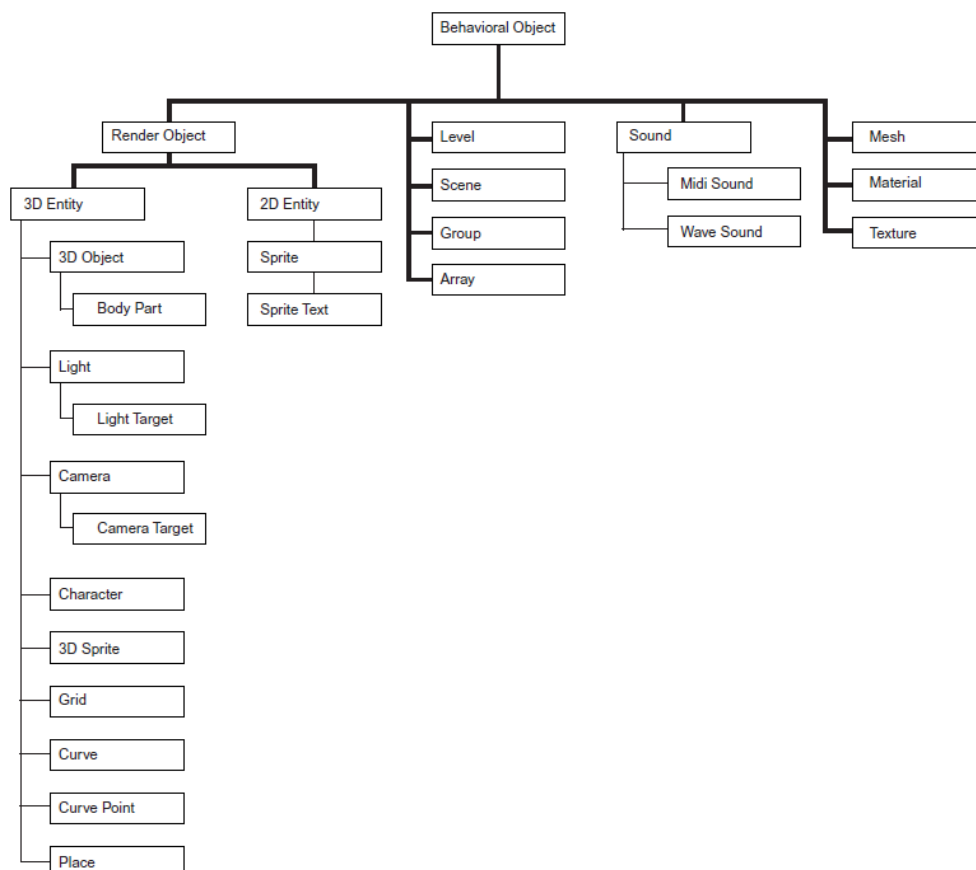 Behavioral Object
Render Object
Level
Sound
Mesh
3D Entity
2D Entity
Scene
Midi Sound
Material
3D Object
Sprite
Group
Wave Sound
Texture
Body Part
Sprite Text
Array
Light
Light Target
Camera
Camera Target
Character
3D Sprite
Grid
Curve
Curve Point
Place